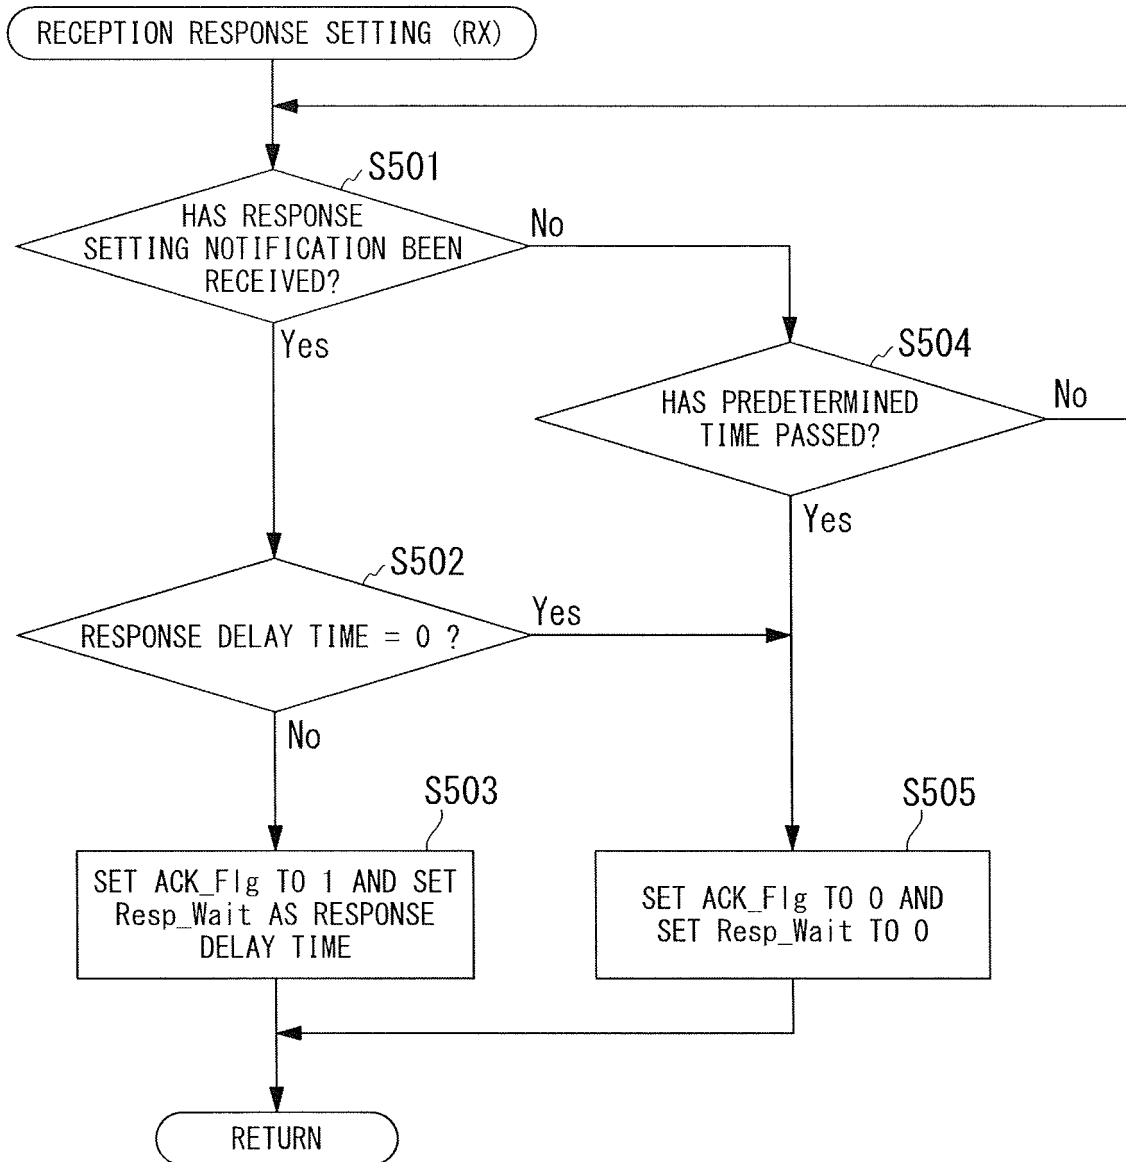 RECEPTION RESPONSE SETTING (RX)
S501
HAS RESPONSE
SETTING NOTIFICATION BEEN
RECEIVED?
No
Yes
S504
HAS PREDETERMINED
TIME PASSED?
No
Yes
S502
RESPONSE DELAY TIME = 0 ?
Yes
No
S503
SET ACK_Flg TO 1 AND SET
Resp_Wait AS RESPONSE
DELAY TIME
S505
SET ACK_Flg TO 0 AND
SET Resp_Wait TO 0
RETURN